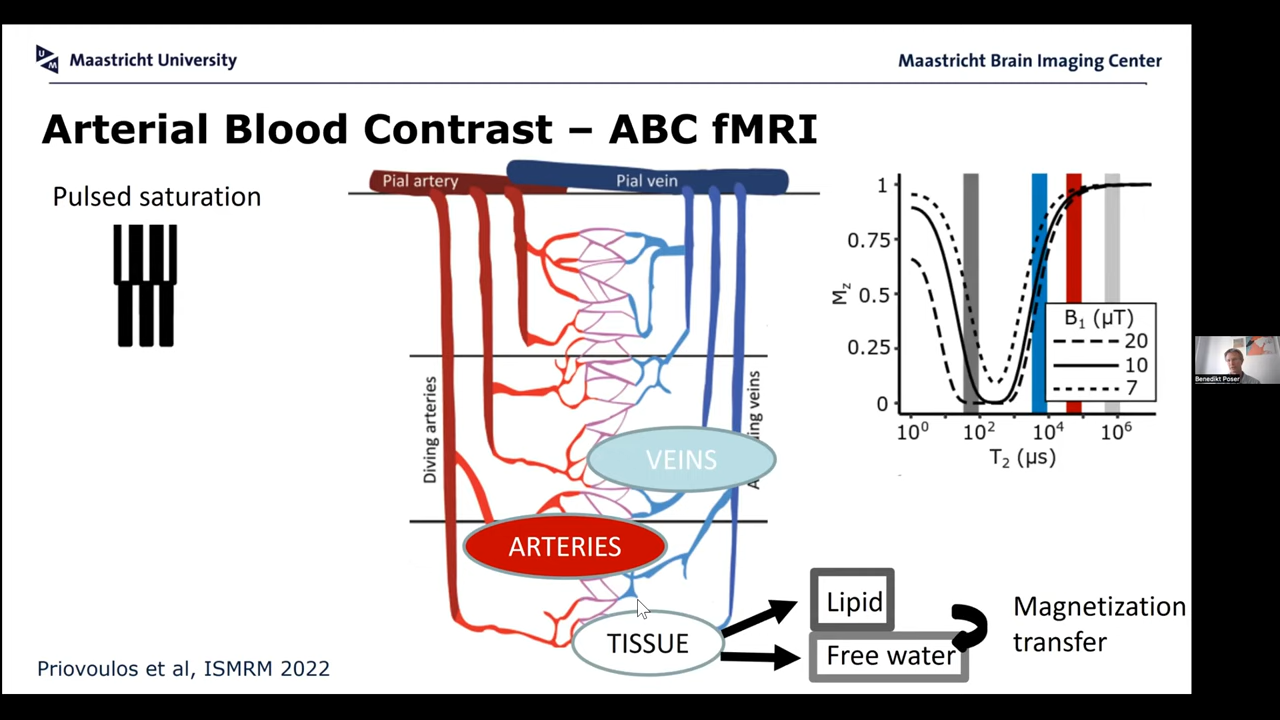 Maastricht University
Maastricht Brain Imaging Center
Arterial Blood Contrast – ABC fMRI
Pulsed saturation
Pial artery
Pial vein
Diving arteries
ing veins
VEINS
ARTERIES
TISSUE
Lipid
Free water
Magnetization
transfer
1
0.75
0.5
0.25
0
Mz
10⁰ 10² 10⁴ 10⁶
T₂ (μs)
B₁ (μT)
20
10
7
Priovoulos et al, ISMRM 2022
Benedikt Poser